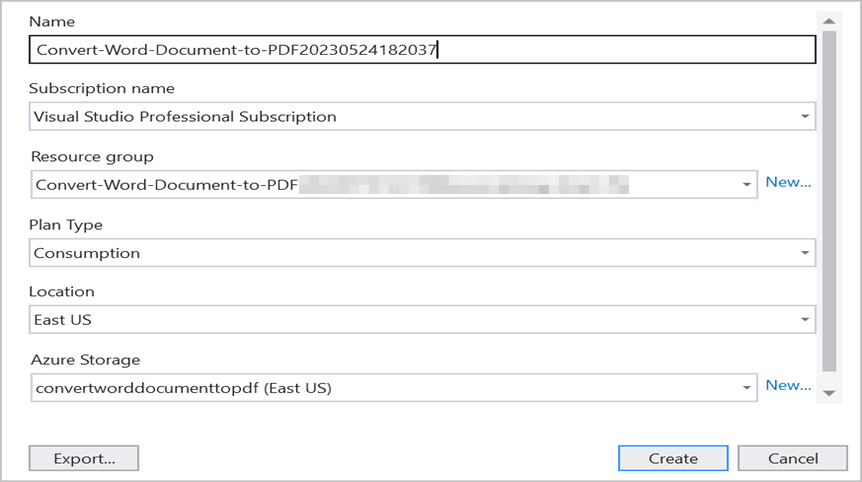 Name
Convert-Word-Document-to-PDF20230524182037
Subscription name
Visual Studio Professional Subscription
Resource group
Convert-Word-Document-to-PDF
New...
Plan Type
Consumption
Location
East US
Azure Storage
convertworddocumenttopdf (East US)
New...
Export... Create Cancel